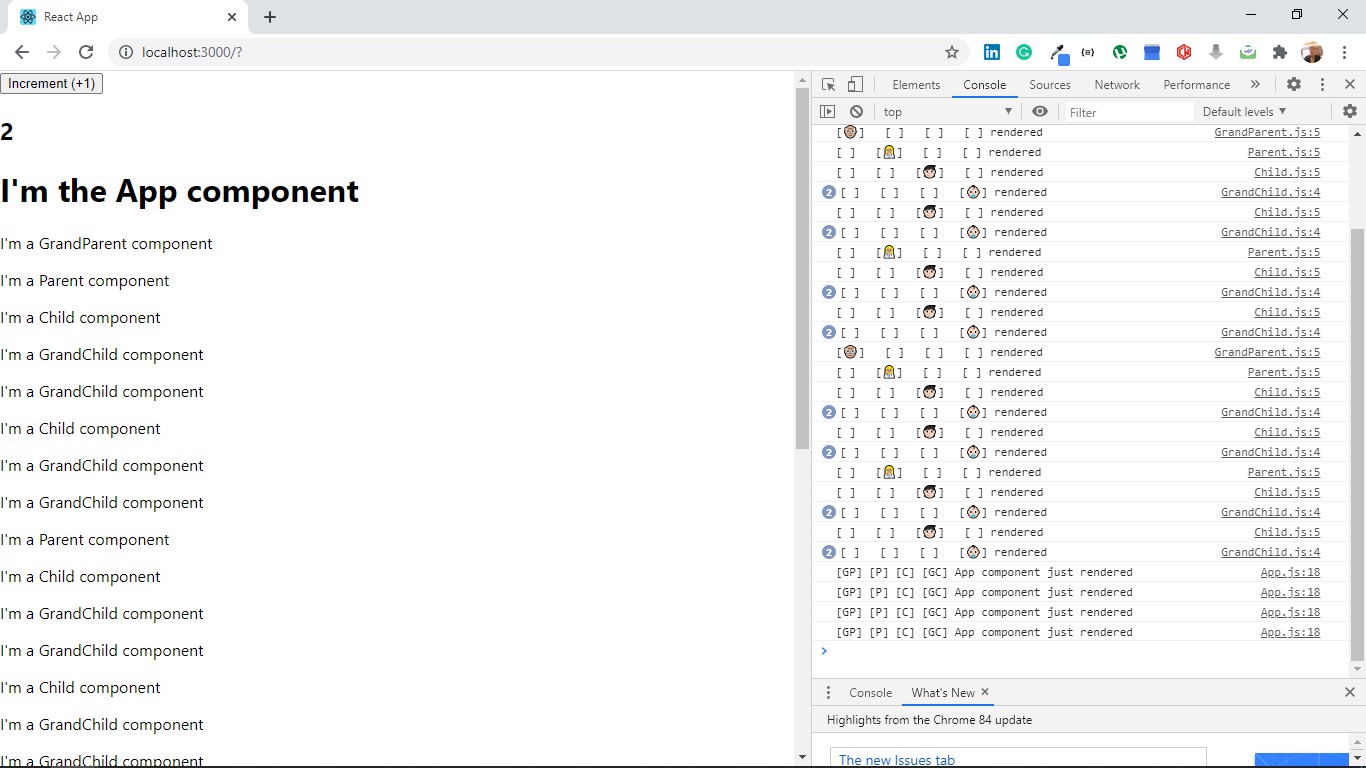 React App
localhost:3000/?
Increment (+1)
2
I'm the App component
I'm a GrandParent component
I'm a Parent component
I'm a Child component
I'm a GrandChild component
I'm a GrandChild component
I'm a Child component
I'm a GrandChild component
I'm a GrandChild component
I'm a Parent component
I'm a Child component
I'm a GrandChild component
I'm a GrandChild component
I'm a Child component
I'm a GrandChild component
I'm a GrandChild component
Elements Console Sources Network Performance »
top Filter Default levels
[👴🏽] [ ] [ ] [ ] rendered GrandParent.js:5
[ ] [👩] [ ] [ ] rendered Parent.js:5
[ ] [ ] [👦🏻] [ ] rendered Child.js:5
2 [ ] [ ] [ ] [👶🏻] rendered GrandChild.js:4
[ ] [ ] [👦🏻] [ ] rendered Child.js:5
2 [ ] [ ] [ ] [👶🏻] rendered GrandChild.js:4
[ ] [👩] [ ] [ ] rendered Parent.js:5
[ ] [ ] [👦🏻] [ ] rendered Child.js:5
2 [ ] [ ] [ ] [👶🏻] rendered GrandChild.js:4
[ ] [ ] [👦🏻] [ ] rendered Child.js:5
2 [ ] [ ] [ ] [👶🏻] rendered GrandChild.js:4
[👴🏽] [ ] [ ] [ ] rendered GrandParent.js:5
[ ] [👩] [ ] [ ] rendered Parent.js:5
[ ] [ ] [👦🏻] [ ] rendered Child.js:5
2 [ ] [ ] [ ] [👶🏻] rendered GrandChild.js:4
[ ] [ ] [👦🏻] [ ] rendered Child.js:5
2 [ ] [ ] [ ] [👶🏻] rendered GrandChild.js:4
[ ] [👩] [ ] [ ] rendered Parent.js:5
[ ] [ ] [👦🏻] [ ] rendered Child.js:5
2 [ ] [ ] [ ] [👶🏻] rendered GrandChild.js:4
[ ] [ ] [👦🏻] [ ] rendered Child.js:5
2 [ ] [ ] [ ] [👶🏻] rendered GrandChild.js:4
[GP] [P] [C] [GC] App component just rendered App.js:18
[GP] [P] [C] [GC] App component just rendered App.js:18
[GP] [P] [C] [GC] App component just rendered App.js:18
[GP] [P] [C] [GC] App component just rendered App.js:18
Console What's New
Highlights from the Chrome 84 update
The new Issues tab